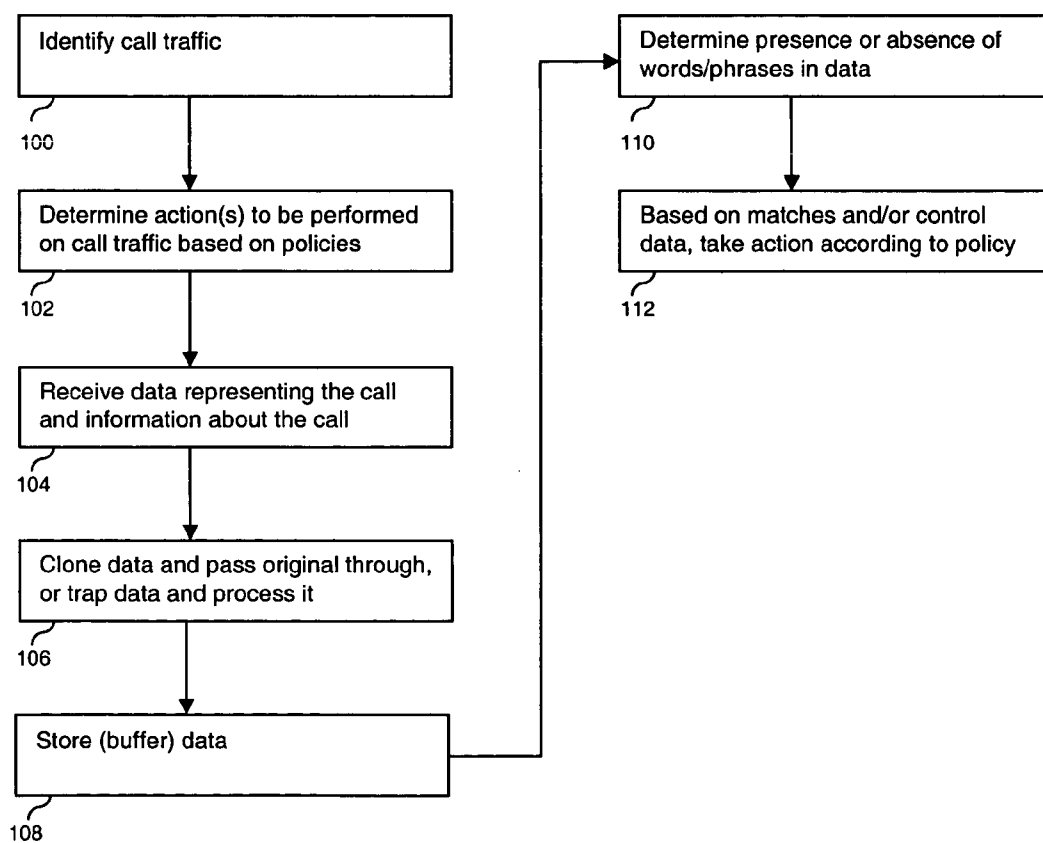 Identify call traffic
100
Determine action(s) to be performed
on call traffic based on policies
102
Receive data representing the call
and information about the call
104
Clone data and pass original through,
or trap data and process it
106
Store (buffer) data
108
Determine presence or absence of
words/phrases in data
110
Based on matches and/or control
data, take action according to policy
112